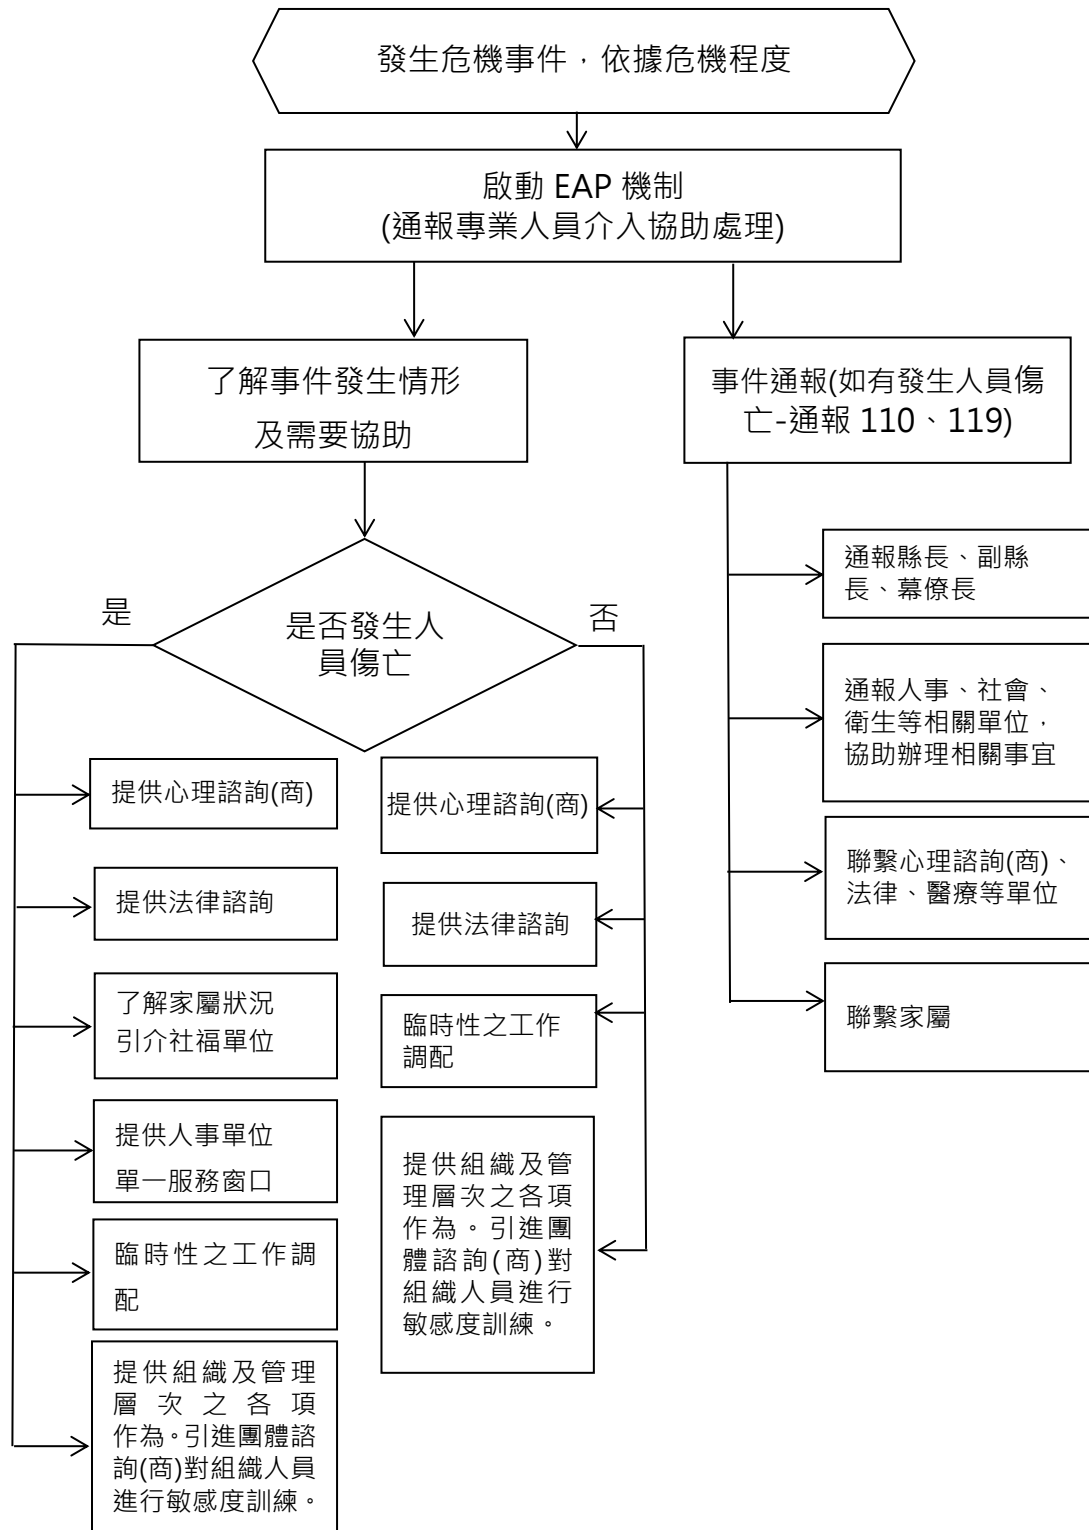 發生危機事件，依據危機程度
啟動 EAP 機制
(通報專業人員介入協助處理)
了解事件發生情形
及需要協助
事件通報(如有發生人員傷
亡-通報 110、119)
是
是否發生人
員傷亡
否
提供心理諮詢(商)
提供法律諮詢
了解家屬狀況
引介社福單位
提供人事單位
單一服務窗口
臨時性之工作調
配
提供組織及管理
層次之各項
作為。引進團體諮
詢(商)對組織人員
進行敏感度訓練。
提供心理諮詢(商)
提供法律諮詢
臨時性之工作
調配
提供組織及管
理層次之各項
作為。引進團
體諮詢(商)對
組織人員進行
敏感度訓練。
通報縣長、副縣
長、幕僚長
通報人事、社會、
衛生等相關單位，
協助辦理相關事宜
聯繫心理諮詢(商)、
法律、醫療等單位
聯繫家屬